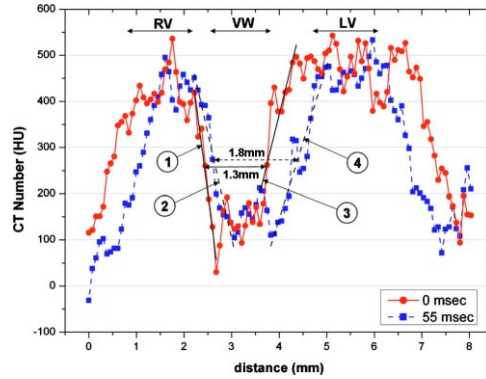 RV VW LV
600
500
400
300
200
100
0
-100
CT Number (HU)
1.8mm
1.3mm
1
2
3
4
0 msec
55 msec
0 1 2 3 4 5 6 7 8
distance (mm)